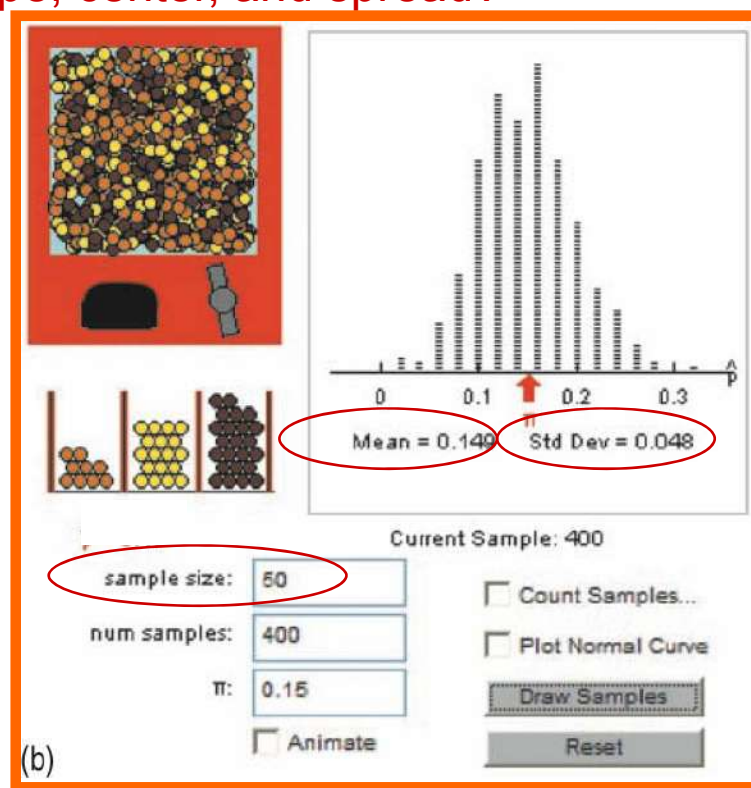 0 0.1 0.2 0.3 p̂
π
Mean = 0.149 Std Dev = 0.048
Current Sample: 400
sample size: 50
Count Samples...
num samples: 400
Plot Normal Curve
π: 0.15
Draw Samples
Animate
Reset
(b)